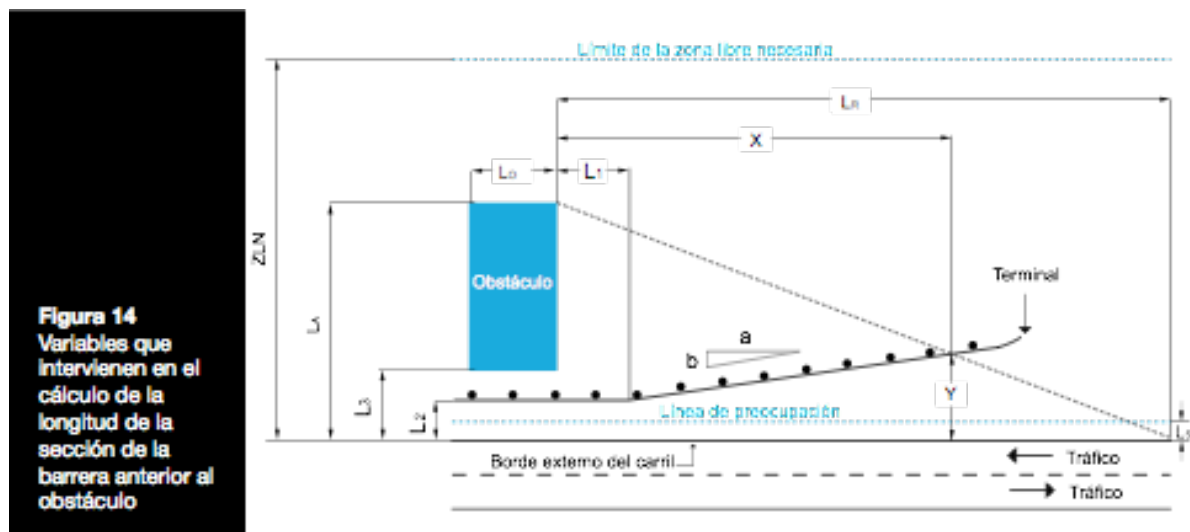 Figura 14
Variables que
intervienen en el
cálculo de la
longitud de la
sección de la
barrera anterior al
obstáculo
Límite de la zona libre necesaria
LR
X
LO
L1
ZLN
LA
Obstáculo
Terminal
a
b
L3
L2
Línea de preocupación
Y
Borde externo del carril
Tráfico
Tráfico